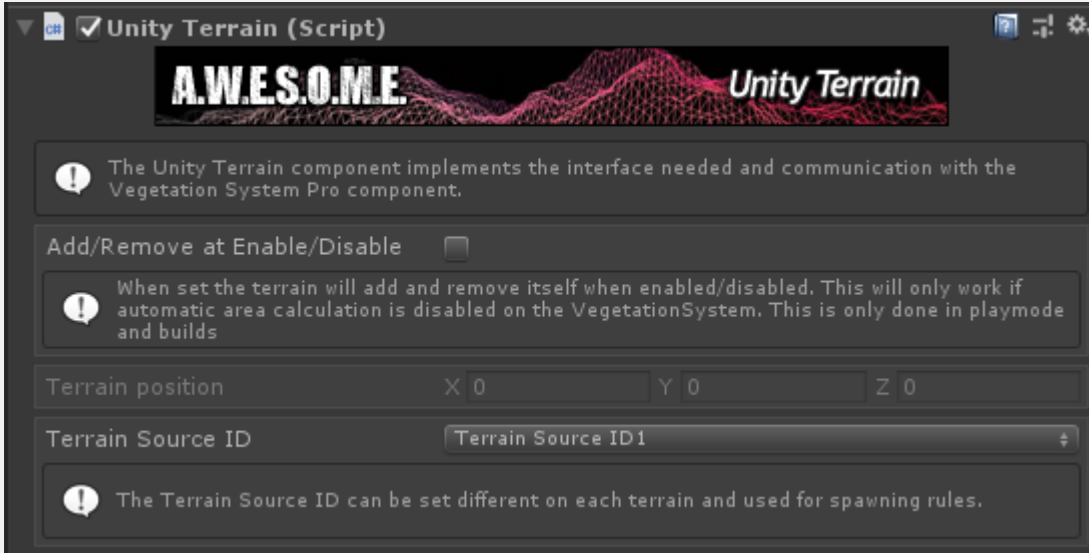 Unity Terrain (Script)
A.W.E.S.O.M.E. Unity Terrain
The Unity Terrain component implements the interface needed and communication with the
Vegetation System Pro component.
Add/Remove at Enable/Disable
When set the terrain will add and remove itself when enabled/disabled. This will only work if
automatic area calculation is disabled on the VegetationSystem. This is only done in playmode
and builds
Terrain position X 0 Y 0 Z 0
Terrain Source ID Terrain Source ID1
The Terrain Source ID can be set different on each terrain and used for spawning rules.